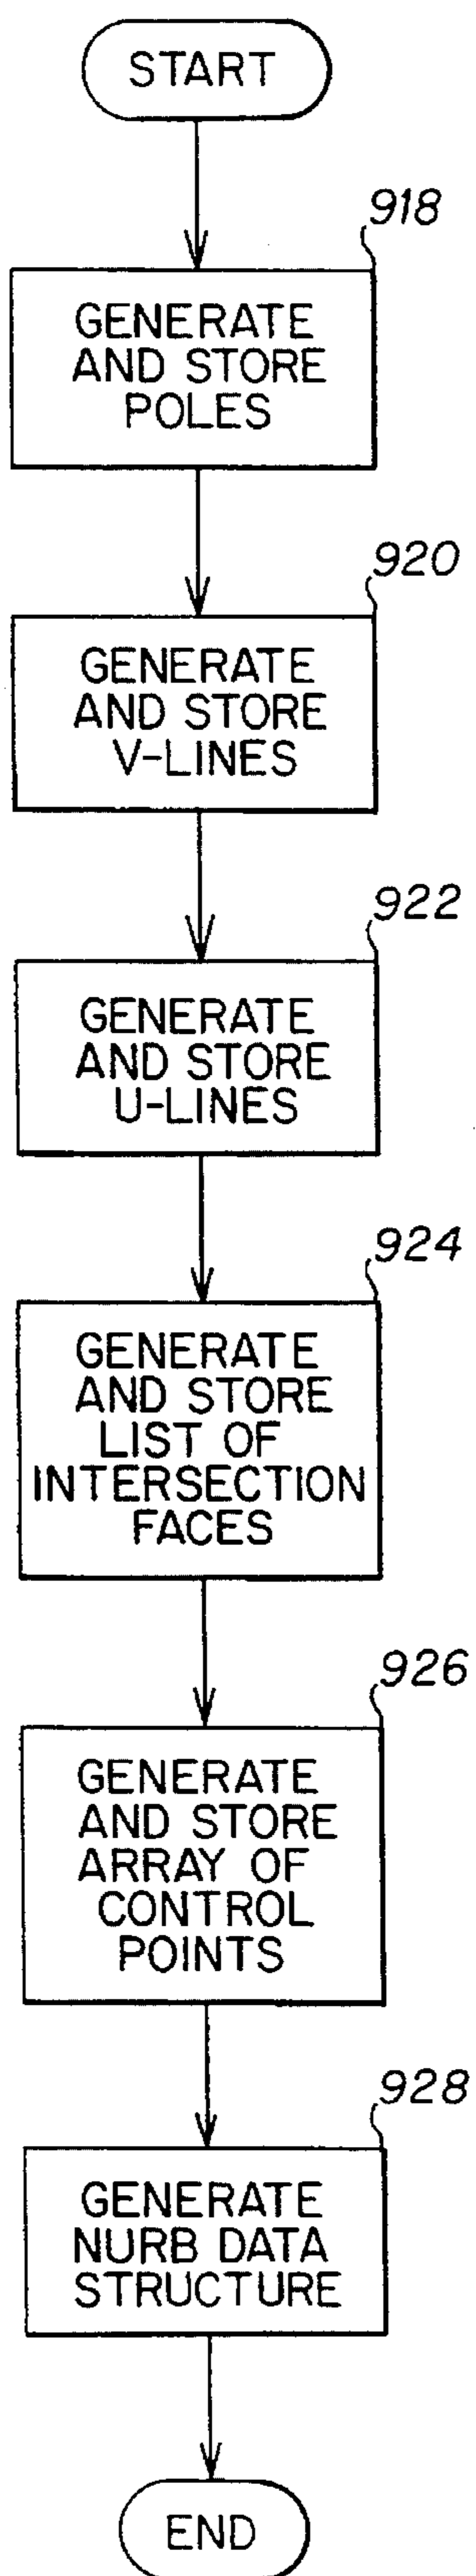 START
918
GENERATE
AND STORE
POLES
920
GENERATE
AND STORE
V-LINES
922
GENERATE
AND STORE
U-LINES
924
GENERATE
AND STORE
LIST OF
INTERSECTION
FACES
926
GENERATE
AND STORE
ARRAY OF
CONTROL
POINTS
928
GENERATE
NURB DATA
STRUCTURE
END